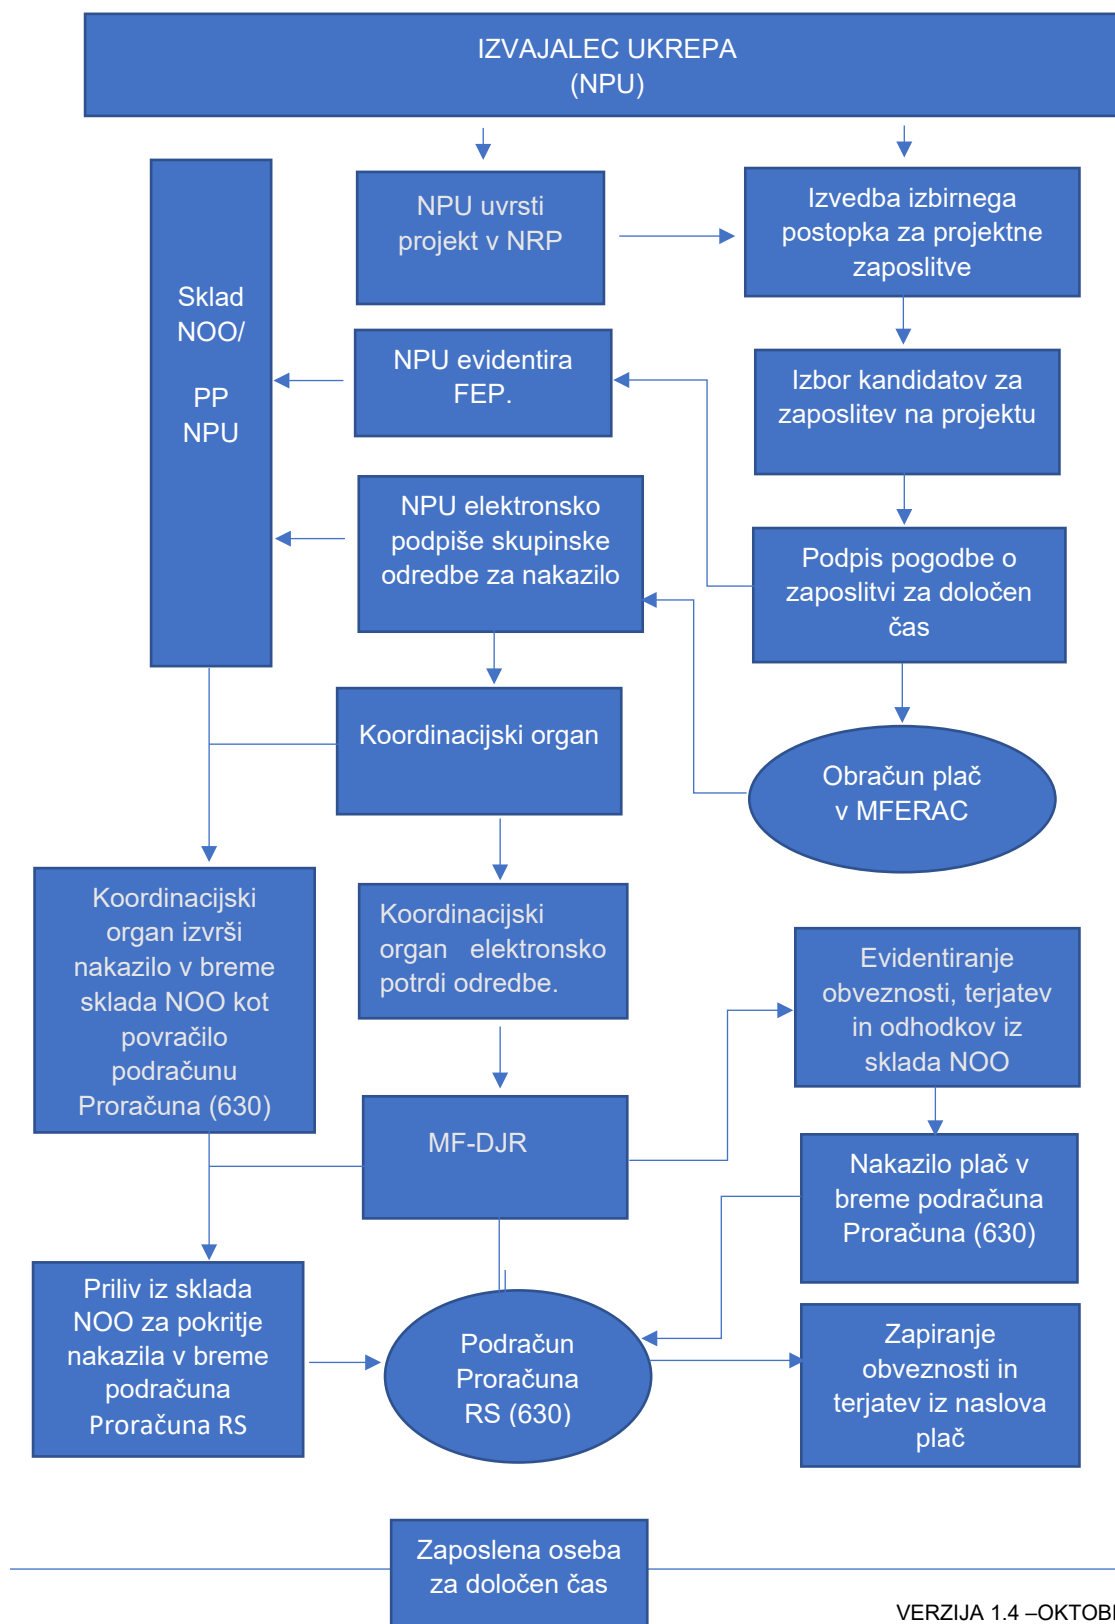 IZVAJALEC UKREPA
(NPU)
NPU uvrsti
projekt v NRP
Izvedba izbirnega
postopka za projektne
zaposlitve
Sklad
NOO/
PP
NPU
NPU evidentira
FEP.
Izbor kandidatov za
zaposlitev na projektu
NPU elektronsko
podpiše skupinske
odredbe za nakazilo
Podpis pogodbe o
zaposlitvi za določen
čas
Koordinacijski organ
Obračun plač
v MFERAC
Koordinacijski
organ izvrši
nakazilo v breme
sklada NOO kot
povračilo
podračunu
Proračuna (630)
Koordinacijski
organ elektronsko
potrdi odredbe.
Evidentiranje
obveznosti, terjatev
in odhodkov iz
sklada NOO
MF-DJR
Nakazilo plač v
breme podračuna
Proračuna (630)
Priliv iz sklada
NOO za pokritje
nakazila v breme
podračuna
Proračuna RS
Podračun
Proračuna
RS (630)
Zapiranje
obveznosti in
terjatev iz naslova
plač
Zaposlena oseba
za določen čas
VERZIJA 1.4 –OKTOB